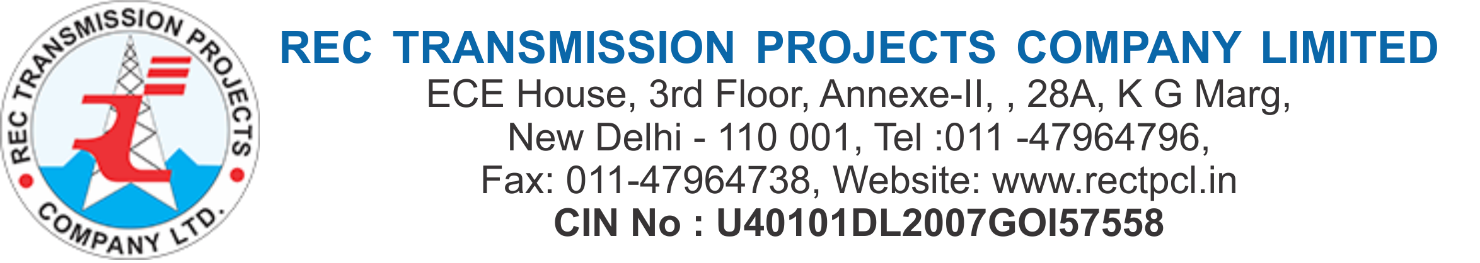 REC TRANSMISSION PROJECTS
COMPANY LTD.
REC TRANSMISSION PROJECTS COMPANY LIMITED
ECE House, 3rd Floor, Annexe-II, , 28A, K G Marg,
New Delhi - 110 001, Tel :011 -47964796,
Fax: 011-47964738, Website: www.rectpcl.in
CIN No : U40101DL2007GOI57558